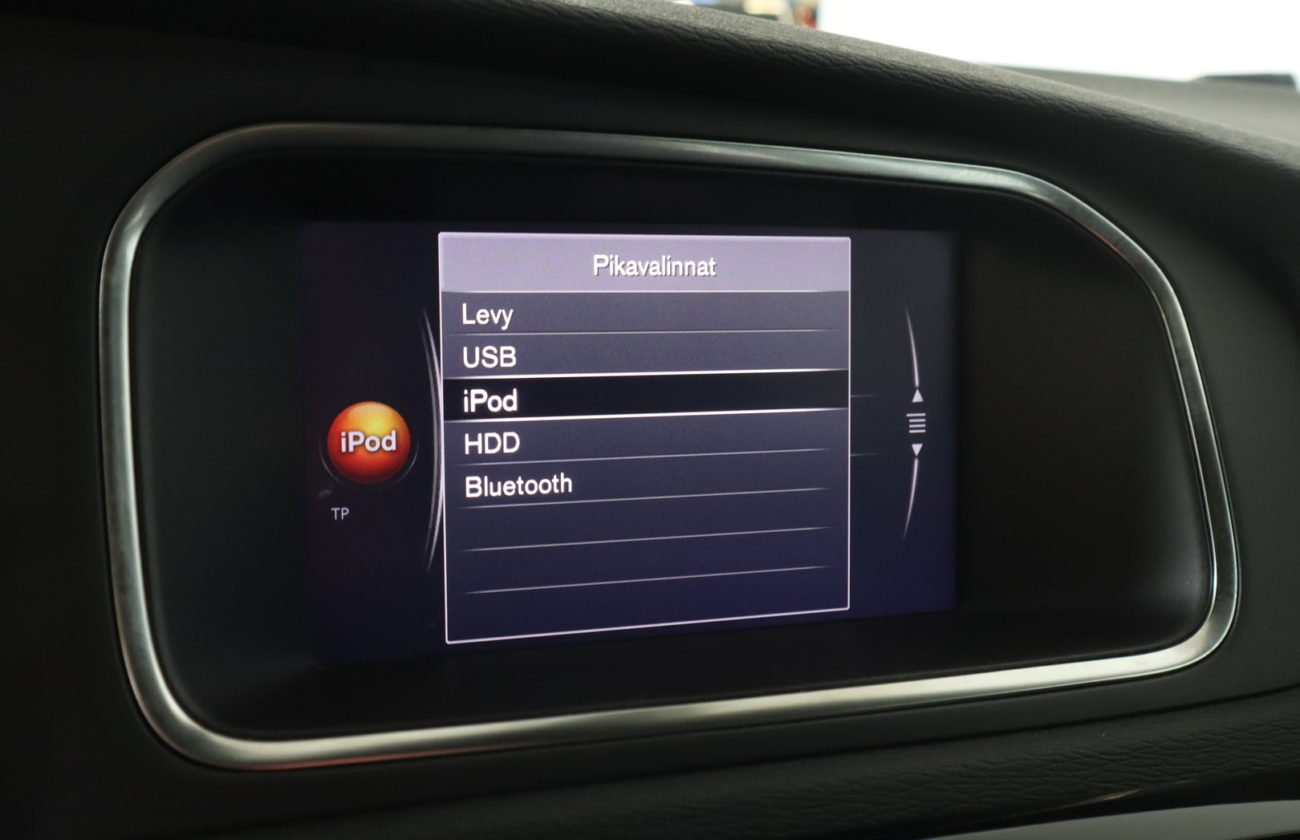 Pikavalinnat
Levy
USB
iPod
HDD
Bluetooth
iPod
TP